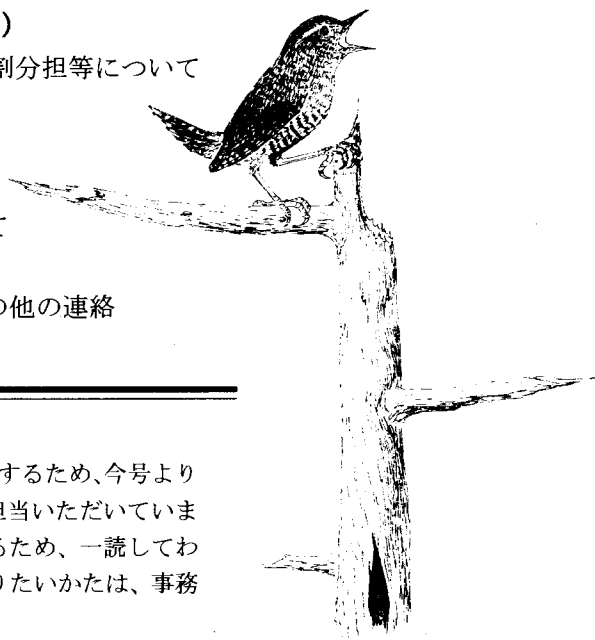 )
割分担等について
て
の他の連絡
するため、今号より
担当いただいていま
るため、一読してわ
りたいかたは、事務